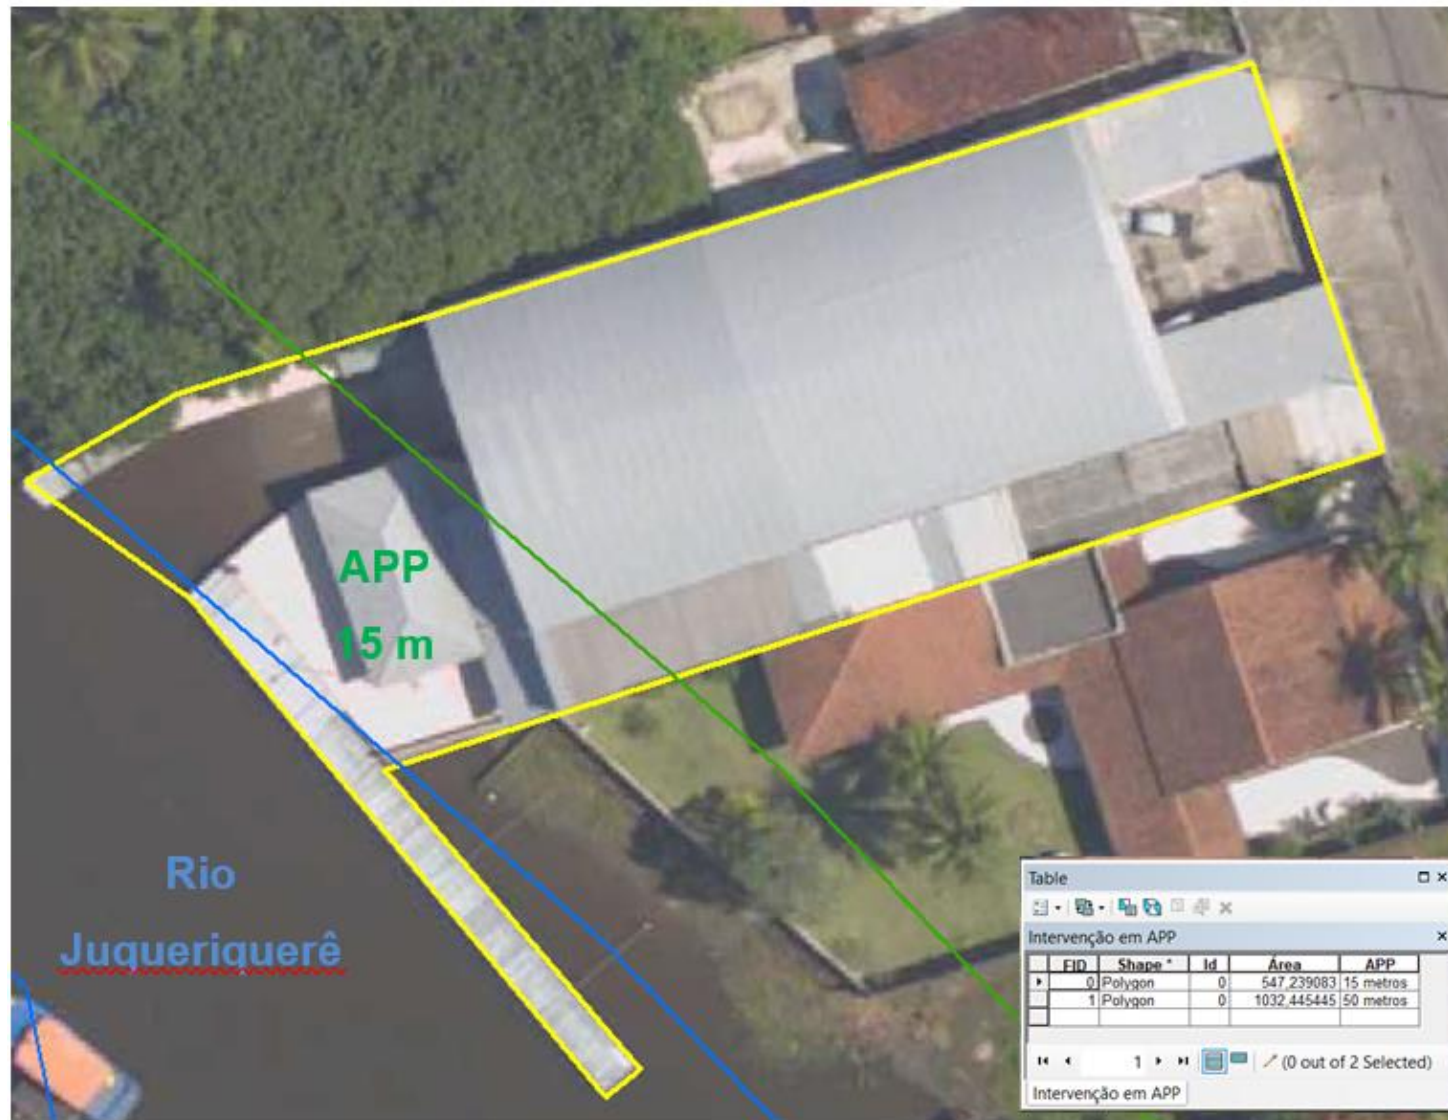 APP
15 m
Rio
Juqueriquerê
Table
Intervenção em APP
FID Shape * Id Área APP
0 Polygon 0 547,239083 15 metros
1 Polygon 0 1032,445445 50 metros
1 (0 out of 2 Selected)
Intervenção em APP